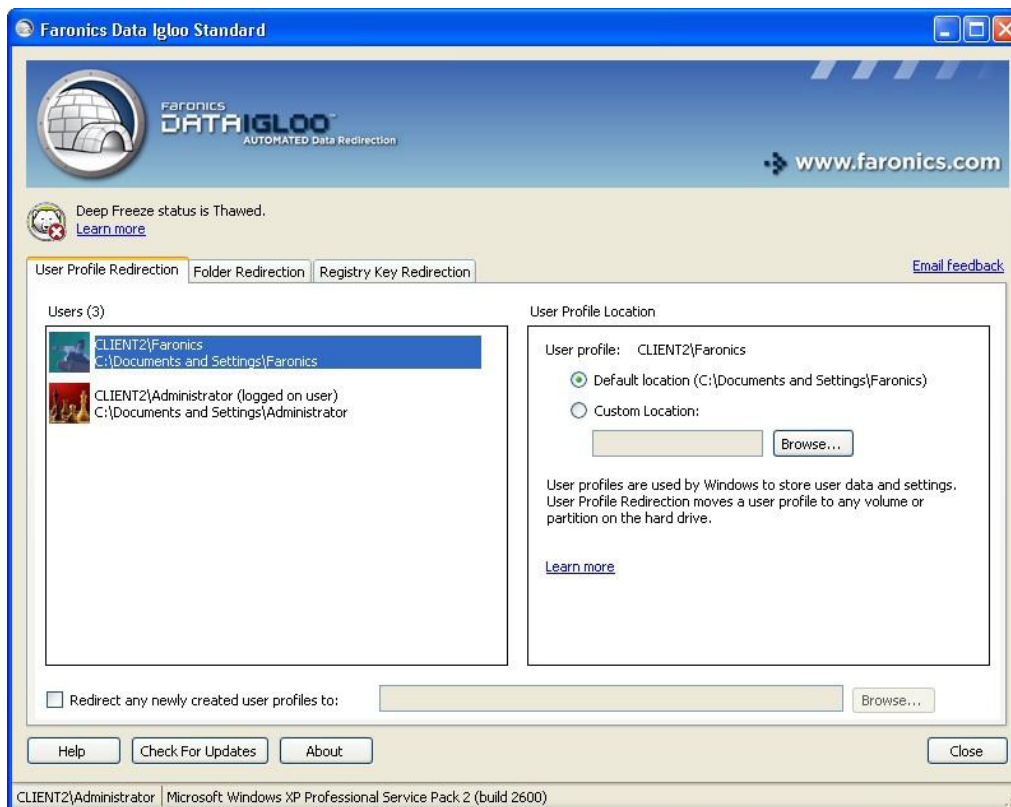 Faronics Data Igloo Standard
Faronics
DATAIGLOO™
AUTOMATED Data Redirection
www.faronics.com
Deep Freeze status is Thawed.
Learn more
User Profile Redirection
Folder Redirection
Registry Key Redirection
Email feedback
Users (3)
CLIENT2\Faronics
C:\Documents and Settings\Faronics
CLIENT2\Administrator (logged on user)
C:\Documents and Settings\Administrator
User Profile Location
User profile: CLIENT2\Faronics
Default location (C:\Documents and Settings\Faronics)
Custom Location:
Browse...
User profiles are used by Windows to store user data and settings.
User Profile Redirection moves a user profile to any volume or
partition on the hard drive.
Learn more
Redirect any newly created user profiles to:
Browse...
Help
Check For Updates
About
Close
CLIENT2\Administrator
Microsoft Windows XP Professional Service Pack 2 (build 2600)